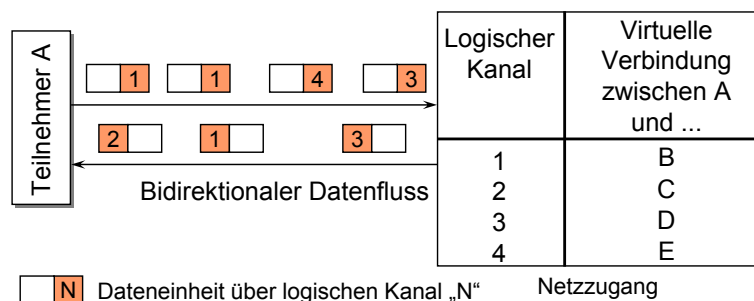 Teilnehmer A
1 1 4 3
2 1 3
Bidirektionaler Datenfluss
Logischer
Kanal
Virtuelle
Verbindung
zwischen A
und ...
1 B
2 C
3 D
4 E
N Dateneinheit über logischen Kanal „N“
Netzzugang